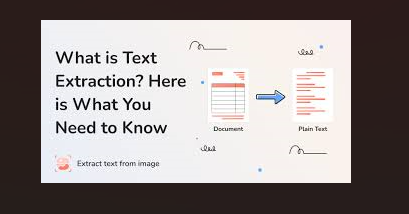 What is Text
Extraction? Here
is What You
Need to Know
Document
Plain Text
Extract text from image